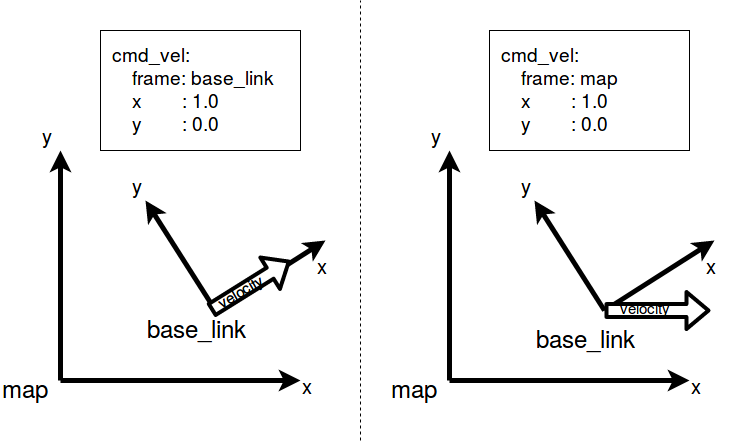 cmd_vel:
frame: base_link
x : 1.0
y : 0.0
y
y
x
velocity
base_link
map
x
cmd_vel:
frame: map
x : 1.0
y : 0.0
y
y
x
velocity
base_link
map
x